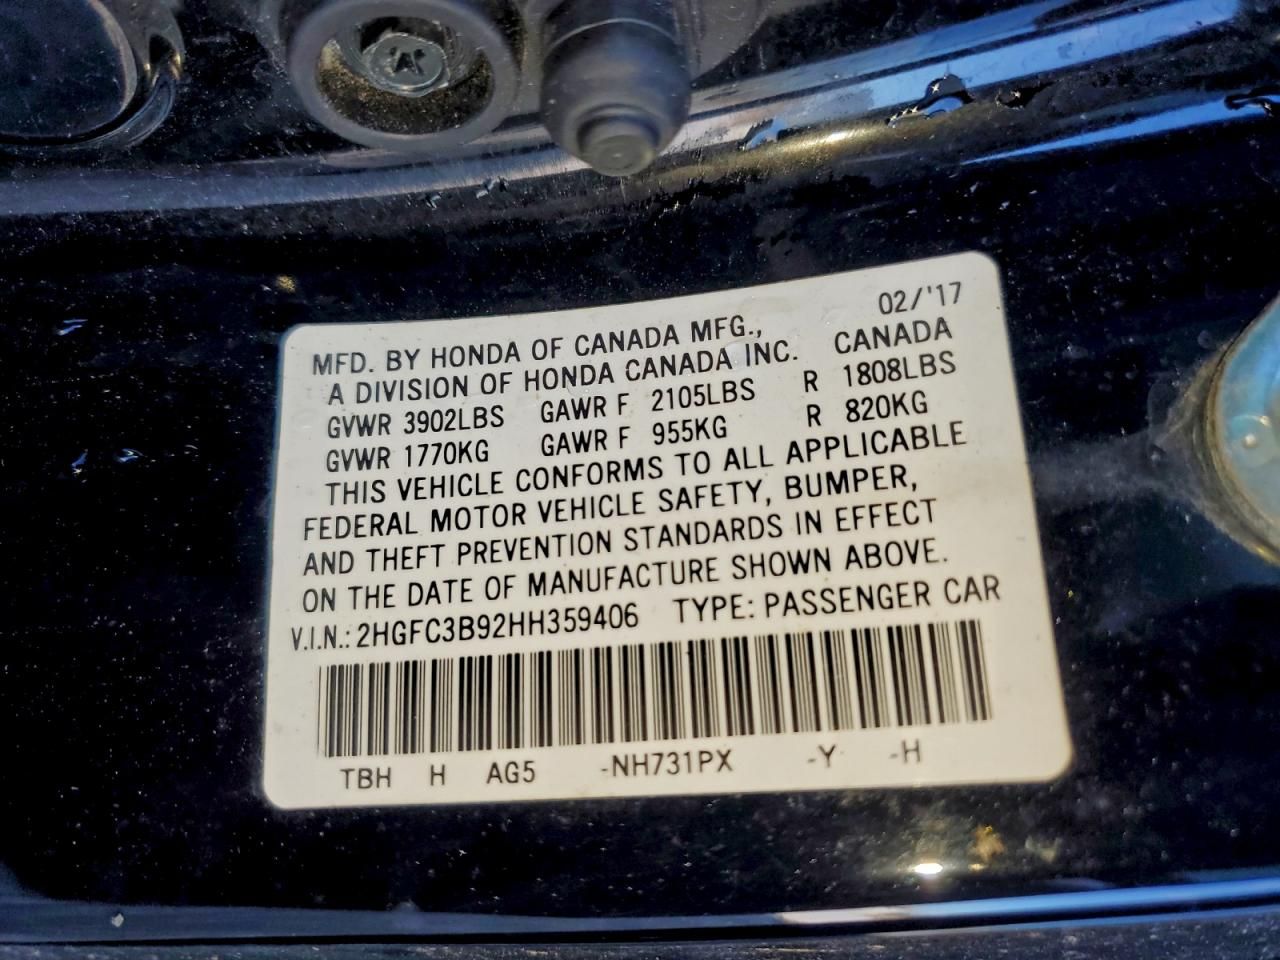 02/'17
MFD. BY HONDA OF CANADA MFG.,
A DIVISION OF HONDA CANADA INC. CANADA
GVWR 3902LBS GAWR F 2105LBS R 1808LBS
GVWR 1770KG GAWR F 955KG R 820KG
THIS VEHICLE CONFORMS TO ALL APPLICABLE
FEDERAL MOTOR VEHICLE SAFETY, BUMPER,
AND THEFT PREVENTION STANDARDS IN EFFECT
ON THE DATE OF MANUFACTURE SHOWN ABOVE.
V.I.N.: 2HGFC3B92HH359406 TYPE: PASSENGER CAR
TBH H AG5 -NH731PX -Y -H